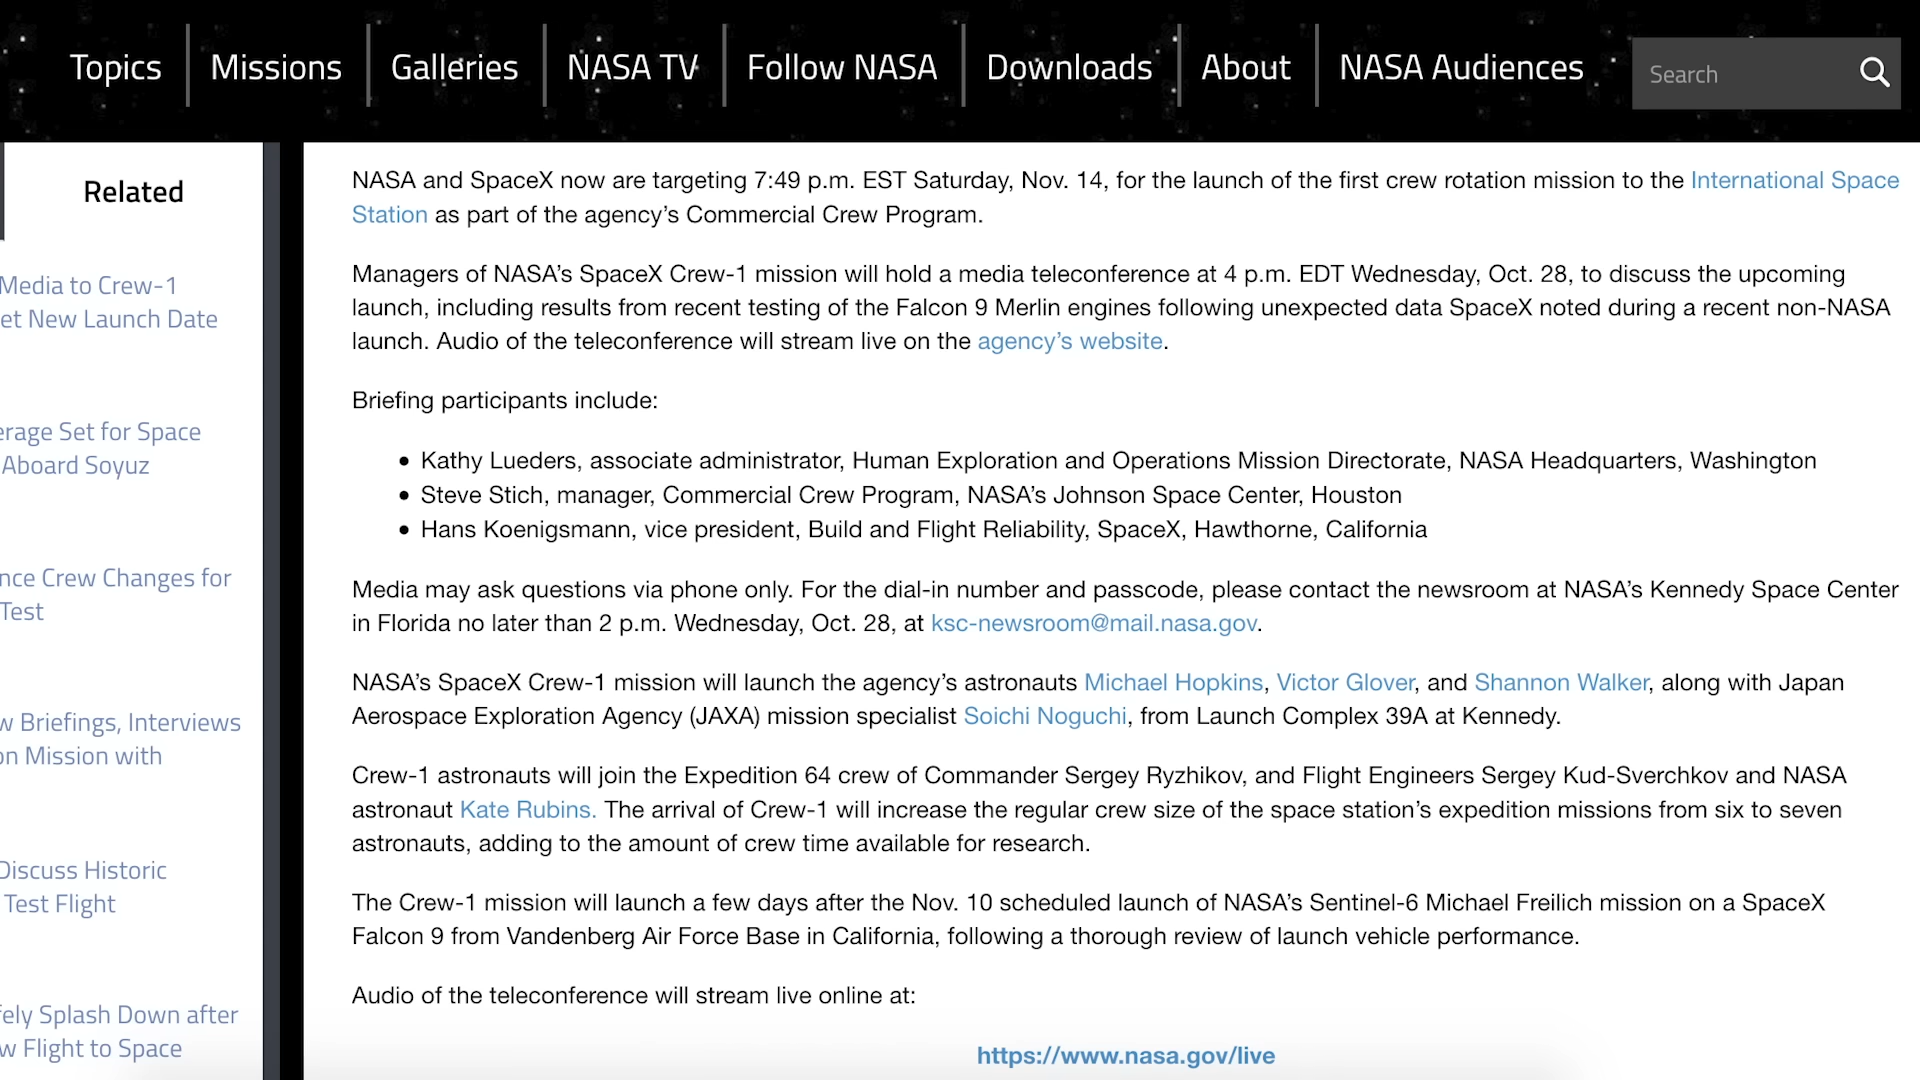 Topics
Missions
Galleries
NASA TV
Follow NASA
Downloads
About
NASA Audiences
Search
Related
Media to Crew-1
et New Launch Date
erage Set for Space
Aboard Soyuz
nce Crew Changes for
Test
w Briefings, Interviews
on Mission with
Discuss Historic
Test Flight
fely Splash Down after
w Flight to Space
NASA and SpaceX now are targeting 7:49 p.m. EST Saturday, Nov. 14, for the launch of the first crew rotation mission to the International Space
Station as part of the agency’s Commercial Crew Program.
Managers of NASA’s SpaceX Crew-1 mission will hold a media teleconference at 4 p.m. EDT Wednesday, Oct. 28, to discuss the upcoming
launch, including results from recent testing of the Falcon 9 Merlin engines following unexpected data SpaceX noted during a recent non-NASA
launch. Audio of the teleconference will stream live on the agency’s website.
Briefing participants include:
• Kathy Lueders, associate administrator, Human Exploration and Operations Mission Directorate, NASA Headquarters, Washington
• Steve Stich, manager, Commercial Crew Program, NASA’s Johnson Space Center, Houston
• Hans Koenigsmann, vice president, Build and Flight Reliability, SpaceX, Hawthorne, California
Media may ask questions via phone only. For the dial-in number and passcode, please contact the newsroom at NASA’s Kennedy Space Center
in Florida no later than 2 p.m. Wednesday, Oct. 28, at ksc-newsroom@mail.nasa.gov.
NASA’s SpaceX Crew-1 mission will launch the agency’s astronauts Michael Hopkins, Victor Glover, and Shannon Walker, along with Japan
Aerospace Exploration Agency (JAXA) mission specialist Soichi Noguchi, from Launch Complex 39A at Kennedy.
Crew-1 astronauts will join the Expedition 64 crew of Commander Sergey Ryzhikov, and Flight Engineers Sergey Kud-Sverchkov and NASA
astronaut Kate Rubins. The arrival of Crew-1 will increase the regular crew size of the space station’s expedition missions from six to seven
astronauts, adding to the amount of crew time available for research.
The Crew-1 mission will launch a few days after the Nov. 10 scheduled launch of NASA’s Sentinel-6 Michael Freilich mission on a SpaceX
Falcon 9 from Vandenberg Air Force Base in California, following a thorough review of launch vehicle performance.
Audio of the teleconference will stream live online at:
https://www.nasa.gov/live